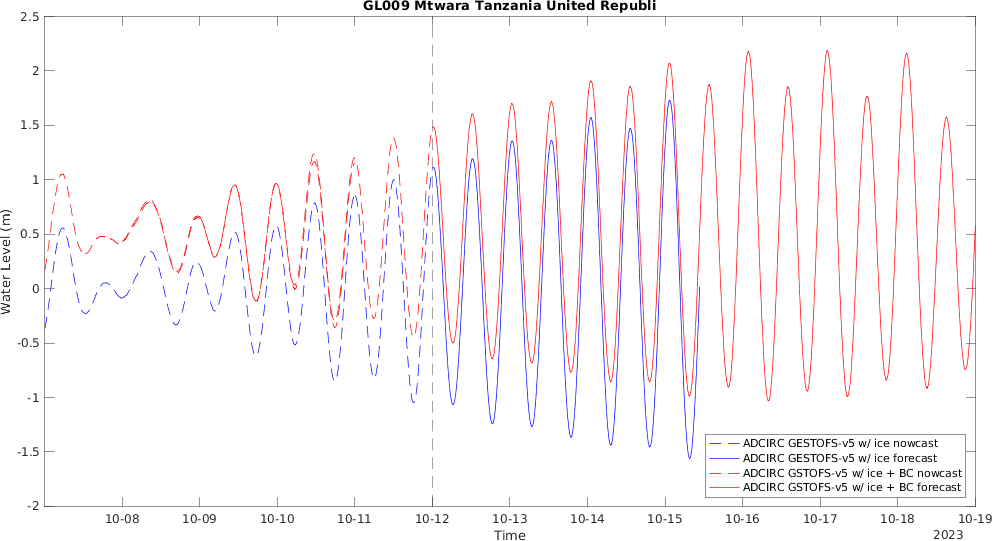 GL009 Mtwara Tanzania United Republi
2.5
2
1.5
1
0.5
0
-0.5
-1
-1.5
-2
Water Level (m)
ADCIRC GESTOFS-v5 w/ ice nowcast
ADCIRC GESTOFS-v5 w/ ice forecast
ADCIRC GSTOFS-v5 w/ ice + BC nowcast
ADCIRC GSTOFS-v5 w/ ice + BC forecast
10-08 10-09 10-10 10-11 10-12 10-13 10-14 10-15 10-16 10-17 10-18 10-19
Time
2023